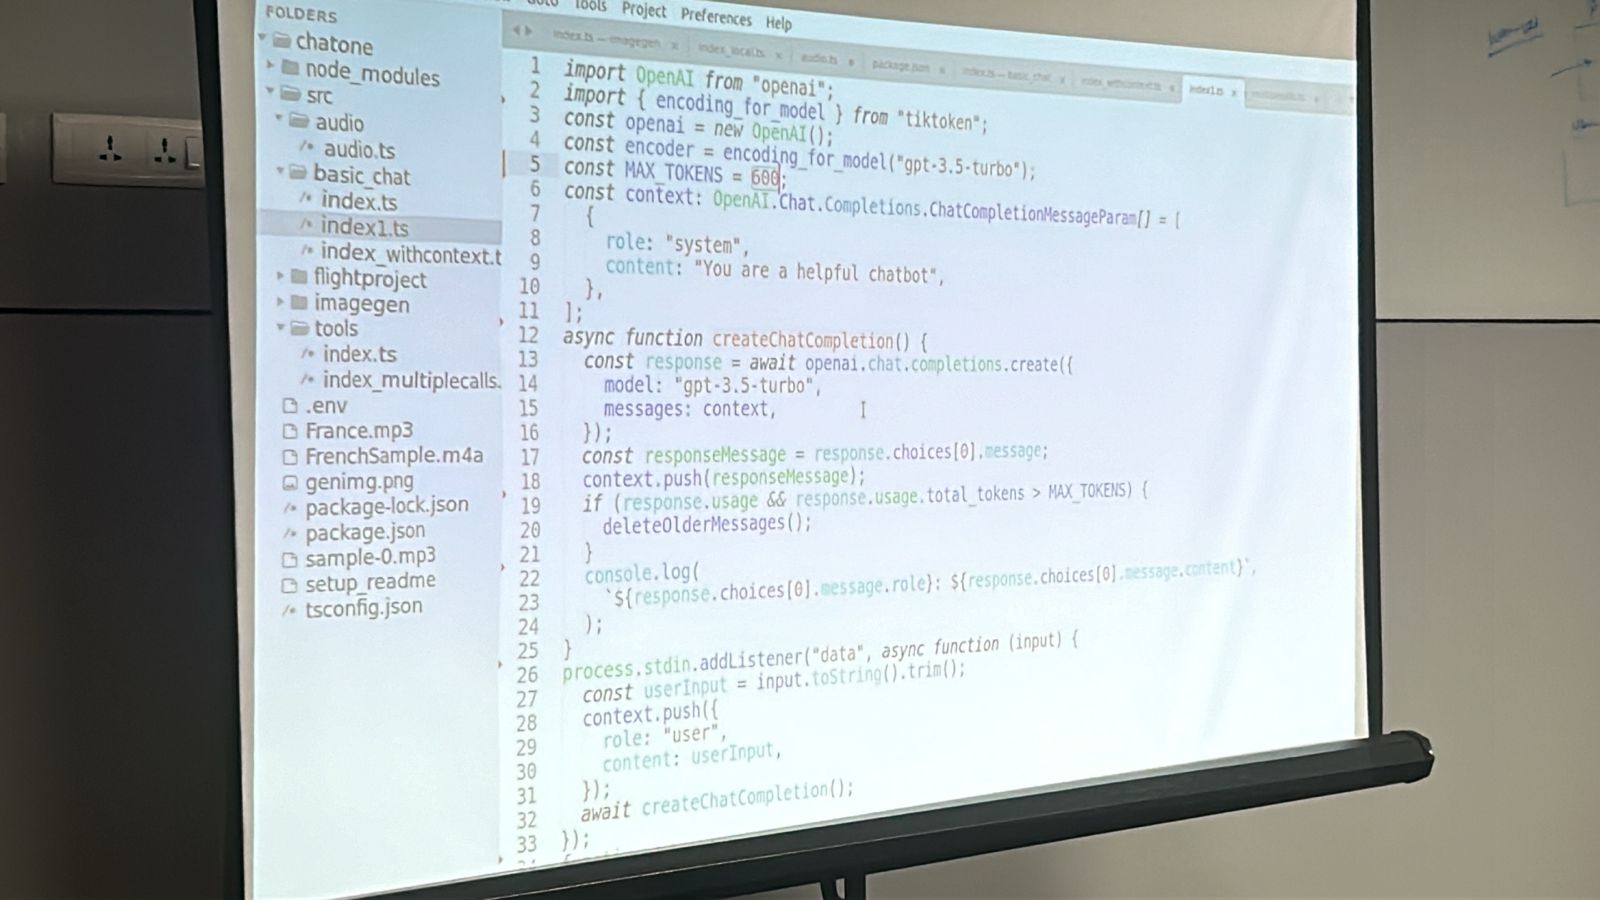 Goto Tools Project Preferences Help
FOLDERS
chatone
node_modules
src
audio
/* audio.ts
basic_chat
/* index.ts
/* index1.ts
/* index_withcontext.t
flightproject
imagegen
tools
/* index.ts
/* index_multiplecalls.
.env
France.mp3
FrenchSample.m4a
genimg.png
/* package-lock.json
/* package.json
sample-0.mp3
setup_readme
/* tsconfig.json
index.ts — imagegen x index_local.ts x audio.ts package.json x index.ts — basic_chat x index_withcontext.ts x index1.ts x
1 import OpenAI from "openai";
2 import { encoding_for_model } from "tiktoken";
3 const openai = new OpenAI();
4 const encoder = encoding_for_model("gpt-3.5-turbo");
5 const MAX_TOKENS = 600;
6 const context: OpenAI.Chat.Completions.ChatCompletionMessageParam[] = [
7 {
8 role: "system",
9 content: "You are a helpful chatbot",
10 },
11 ];
12 async function createChatCompletion() {
13 const response = await openai.chat.completions.create({
14 model: "gpt-3.5-turbo",
15 messages: context,
16 });
17 const responseMessage = response.choices[0].message;
18 context.push(responseMessage);
19 if (response.usage && response.usage.total_tokens > MAX_TOKENS) {
20 deleteOlderMessages();
21 }
22 console.log(
23 `${response.choices[0].message.role}: ${response.choices[0].message.content}`,
24 );
25 }
26 process.stdin.addListener("data", async function (input) {
27 const userInput = input.toString().trim();
28 context.push({
29 role: "user",
30 content: userInput,
31 });
32 await createChatCompletion();
33 });